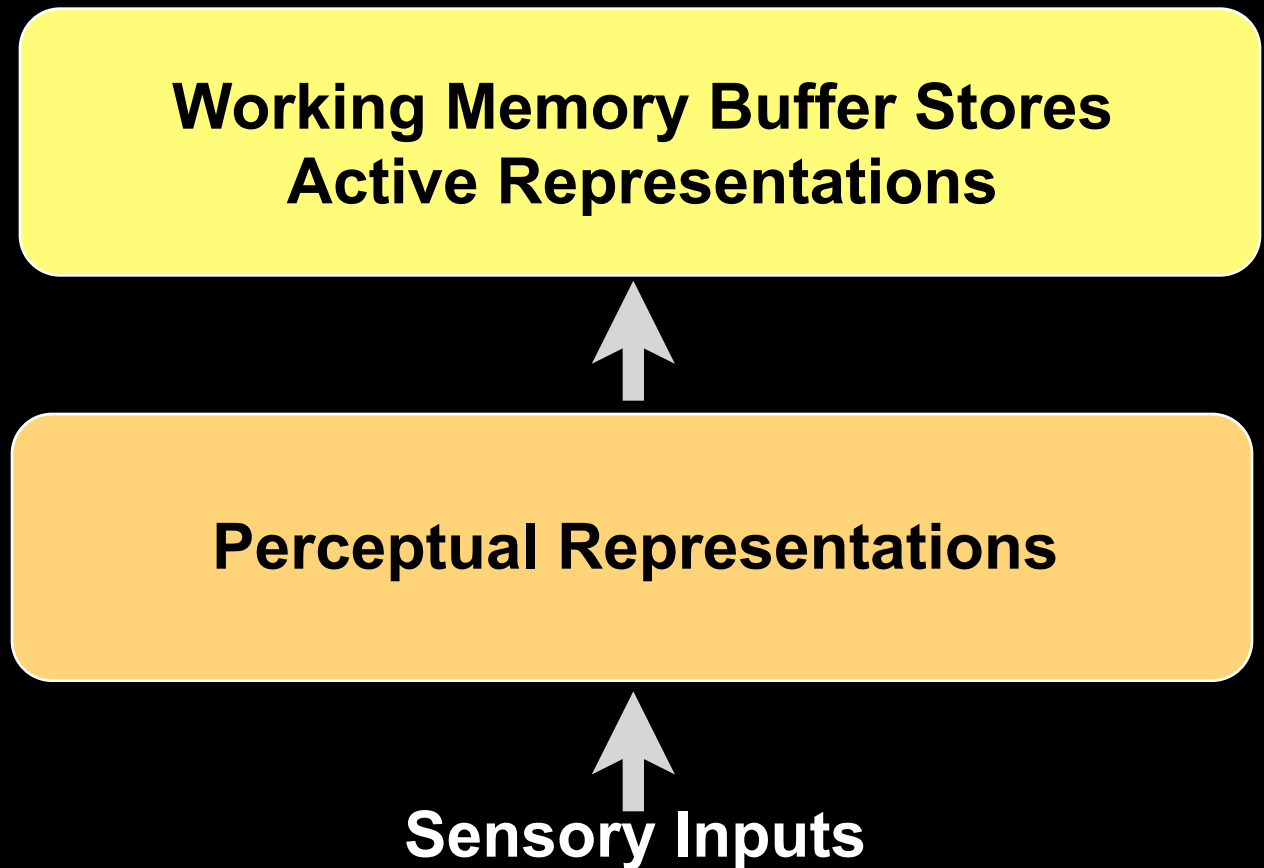 Working Memory Buffer Stores
Active Representations
Perceptual Representations
Sensory Inputs